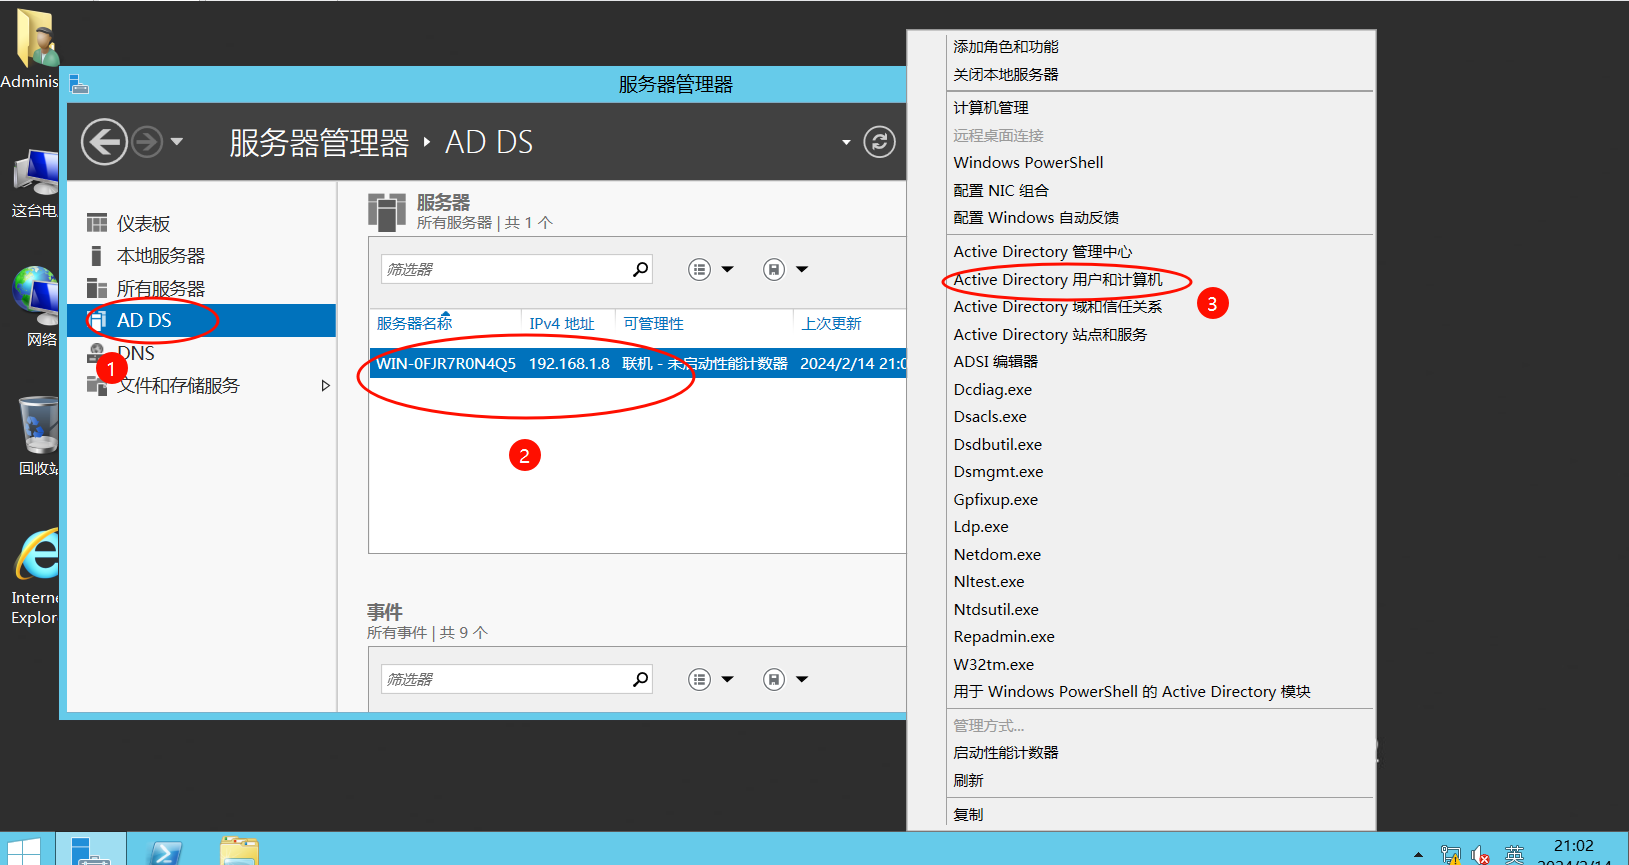 Adminis
这台电
网络
回收站
Interne
Explor
服务器管理器
服务器管理器 AD DS
仪表板
本地服务器
所有服务器
AD DS
DNS
1
文件和存储服务
服务器
所有服务器 | 共 1 个
筛选器
服务器名称 IPv4 地址 可管理性 上次更新
WIN-0FJR7R0N4Q5 192.168.1.8 联机 - 未启动性能计数器 2024/2/14 21:0
2
事件
所有事件 | 共 9 个
筛选器
添加角色和功能
关闭本地服务器
计算机管理
远程桌面连接
Windows PowerShell
配置 NIC 组合
配置 Windows 自动反馈
Active Directory 管理中心
Active Directory 用户和计算机
3
Active Directory 域和信任关系
Active Directory 站点和服务
ADSI 编辑器
Dcdiag.exe
Dsacls.exe
Dsdbutil.exe
Dsmgmt.exe
Gpfixup.exe
Ldp.exe
Netdom.exe
Nltest.exe
Ntdsutil.exe
Repadmin.exe
W32tm.exe
用于 Windows PowerShell 的 Active Directory 模块
管理方式...
启动性能计数器
刷新
复制
英
21:02
2024/2/14